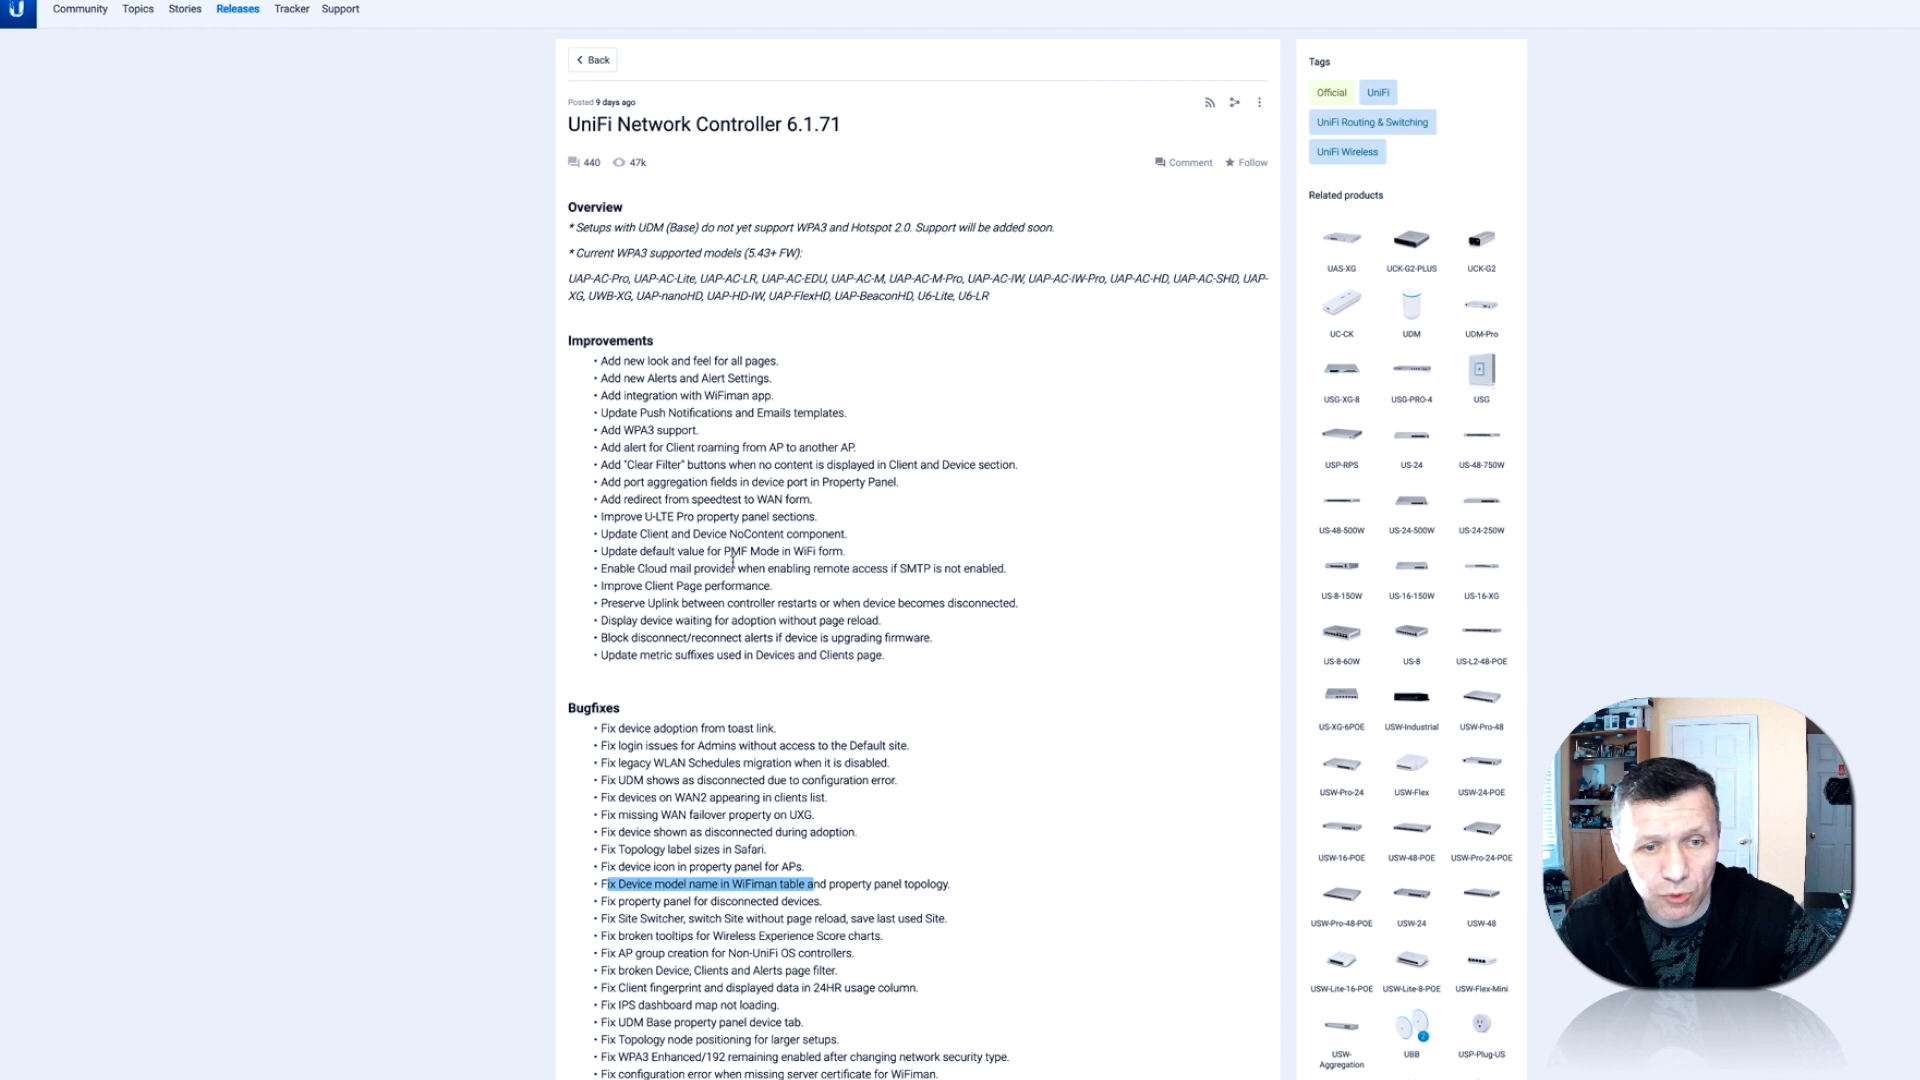 Community Topics Stories Releases Tracker Support
Back
Posted 9 days ago
UniFi Network Controller 6.1.71
440 47k
Comment Follow
Overview
* Setups with UDM (Base) do not yet support WPA3 and Hotspot 2.0. Support will be added soon.
* Current WPA3 supported models (5.43+ FW):
UAP-AC-Pro, UAP-AC-Lite, UAP-AC-LR, UAP-AC-EDU, UAP-AC-M, UAP-AC-M-Pro, UAP-AC-IW, UAP-AC-IW-Pro, UAP-AC-HD, UAP-AC-SHD, UAP-
XG, UWB-XG, UAP-nanoHD, UAP-HD-IW, UAP-FlexHD, UAP-BeaconHD, U6-Lite, U6-LR
Improvements
• Add new look and feel for all pages.
• Add new Alerts and Alert Settings.
• Add integration with WiFiman app.
• Update Push Notifications and Emails templates.
• Add WPA3 support.
• Add alert for Client roaming from AP to another AP.
• Add "Clear Filter" buttons when no content is displayed in Client and Device section.
• Add port aggregation fields in device port in Property Panel.
• Add redirect from speedtest to WAN form.
• Improve U-LTE Pro property panel sections.
• Update Client and Device NoContent component.
• Update default value for PMF Mode in WiFi form.
• Enable Cloud mail provider when enabling remote access if SMTP is not enabled.
• Improve Client Page performance.
• Preserve Uplink between controller restarts or when device becomes disconnected.
• Display device waiting for adoption without page reload.
• Block disconnect/reconnect alerts if device is upgrading firmware.
• Update metric suffixes used in Devices and Clients page.
Bugfixes
• Fix device adoption from toast link.
• Fix login issues for Admins without access to the Default site.
• Fix legacy WLAN Schedules migration when it is disabled.
• Fix UDM shows as disconnected due to configuration error.
• Fix devices on WAN2 appearing in clients list.
• Fix missing WAN failover property on UXG.
• Fix device shown as disconnected during adoption.
• Fix Topology label sizes in Safari.
• Fix device icon in property panel for APs.
• Fix Device model name in WiFiman table and property panel topology.
• Fix property panel for disconnected devices.
• Fix Site Switcher, switch Site without page reload, save last used Site.
• Fix broken tooltips for Wireless Experience Score charts.
• Fix AP group creation for Non-UniFi OS controllers.
• Fix broken Device, Clients and Alerts page filter.
• Fix Client fingerprint and displayed data in 24HR usage column.
• Fix IPS dashboard map not loading.
• Fix UDM Base property panel device tab.
• Fix Topology node positioning for larger setups.
• Fix WPA3 Enhanced/192 remaining enabled after changing network security type.
• Fix configuration error when missing server certificate for WiFiman.
Tags
Official UniFi
UniFi Routing & Switching
UniFi Wireless
Related products
UAS-XG UCK-G2-PLUS UCK-G2
UC-CK UDM UDM-Pro
USG-XG-8 USG-PRO-4 USG
USP-RPS US-24 US-48-750W
US-48-500W US-24-500W US-24-250W
US-8-150W US-16-150W US-16-XG
US-8-60W US-8 US-L2-48-POE
US-XG-6POE USW-Industrial USW-Pro-48
USW-Pro-24 USW-Flex USW-24-POE
USW-16-POE USW-48-POE USW-Pro-24-POE
USW-Pro-48-POE USW-24 USW-48
USW-Lite-16-POE USW-Lite-8-POE USW-Flex-Mini
USW- UBB USP-Plug-US
Aggregation